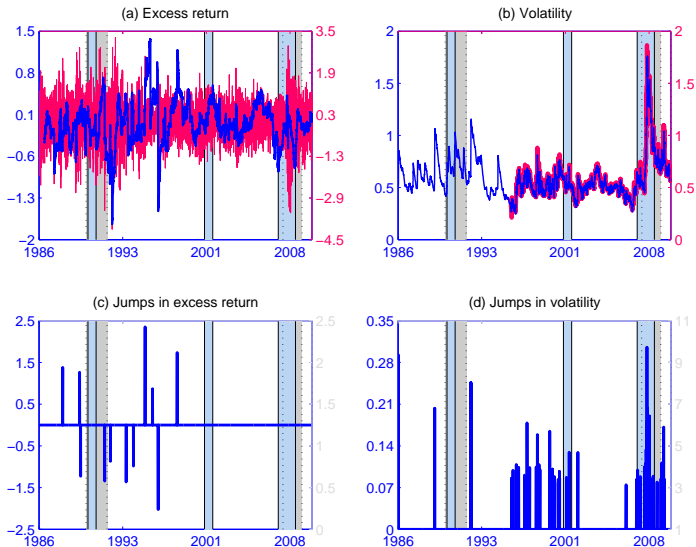 (a) Excess return
(b) Volatility
1.5 3.5 2 2
0.8 2.4
0.1 1.3 1.5 1.5
−0.6 0.3 1 1
−1.3 −1.3 0.5 0.5
−2.9
−2 −4.5 0 0
1986 1993 2001 2008 1986 1993 2001 2008
(c) Jumps in excess return
(d) Jumps in volatility
2.5 2.5 0.35 11
1.5 2 0.28 9
0.5 1.5 0.21 7
−0.5 1 0.14 5
−1.5 0.5 0.07 3
−2.5 0 0 1
1986 1993 2001 2008 1986 1993 2001 2008